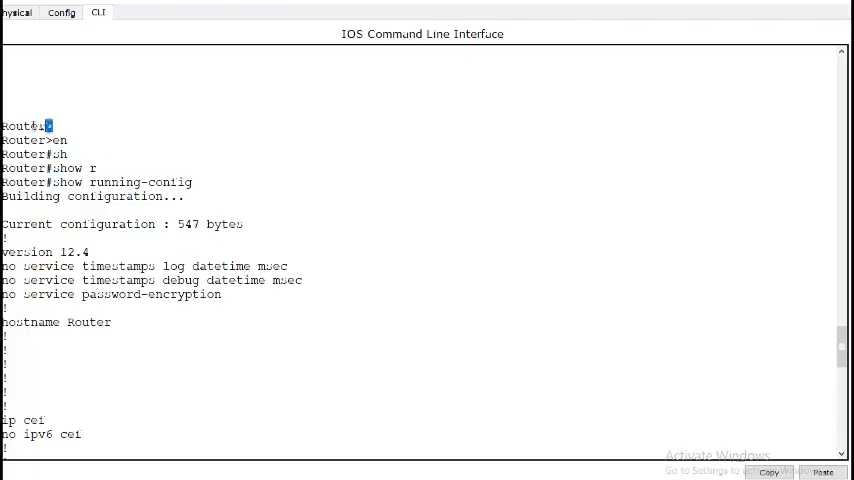 hysical Config CLI
IOS Command Line Interface
Router>
Router>en
Router#sh
Router#show r
Router#show running-config
Building configuration...
Current configuration : 547 bytes
!
version 12.4
no service timestamps log datetime msec
no service timestamps debug datetime msec
no service password-encryption
!
hostname Router
!
!
!
!
!
!
ip cef
no ipv6 cef
!
Activate Windows
Go to Settings to activate Windows.
Copy Paste